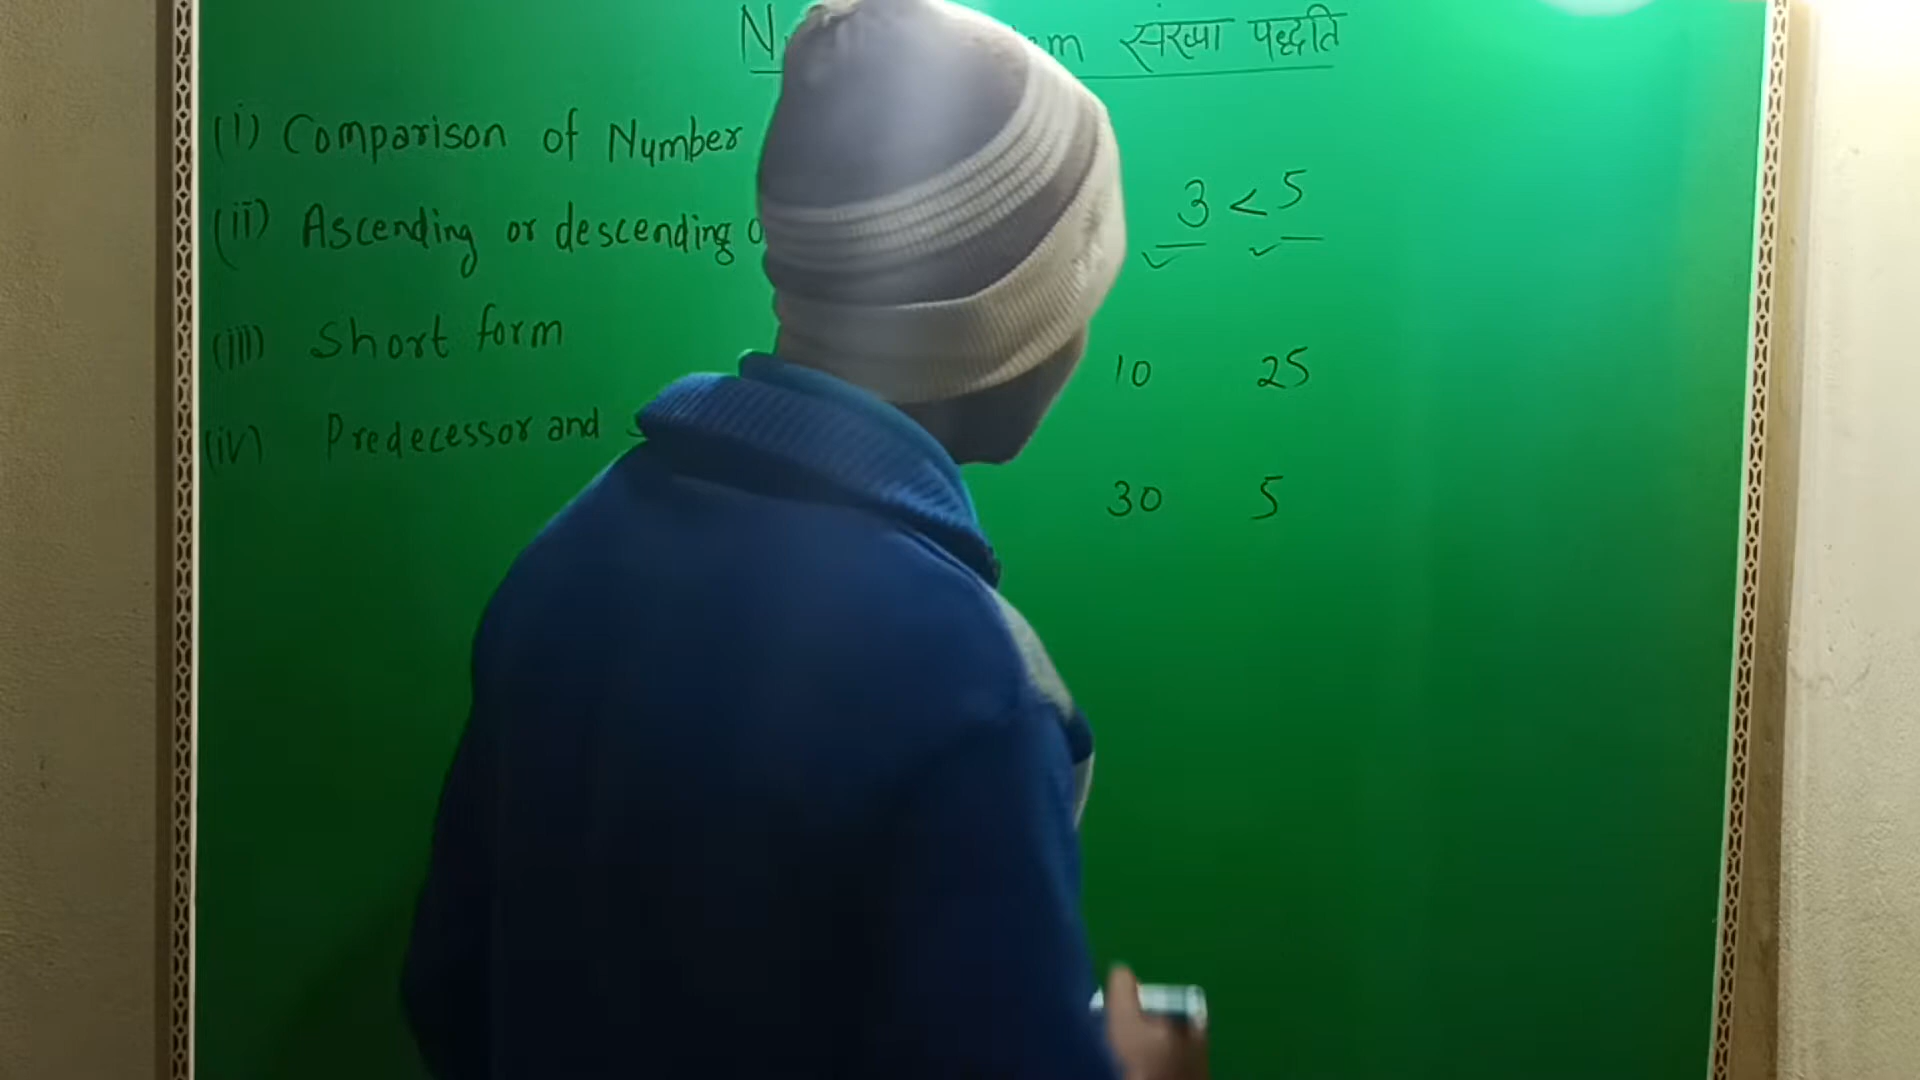 संख्या पद्धति
(i) Comparison of Number
(ii) Ascending or descending
(iii) Short form
(iv) Predecessor and
3 < 5
10 25
30 5